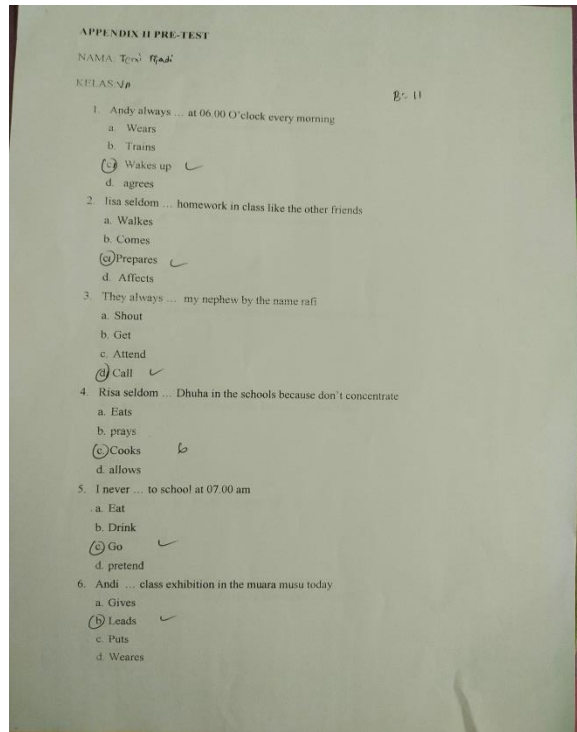 APPENDIX II PRE-TEST
NAMA:
KELAS:
B: 11
1. Andy always ... at 06.00 O'clock every morning
a. Wears
b. Trains
c. Wakes up
d. agrees
2. lisa seldom ... homework in class like the other friends
a. Walkes
b. Comes
c. Prepares
d. Affects
3. They always ... my nephew by the name rafi
a. Shout
b. Get
c. Attend
d. Call
4. Risa seldom ... Dhuha in the schools because don't concentrate
a. Eats
b. prays
c. Cooks
d. allows
5. I never ... to school at 07.00 am
a. Eat
b. Drink
c. Go
d. pretend
6. Andi ... class exhibition in the muara musu today
a. Gives
b. Leads
c. Puts
d. Weares